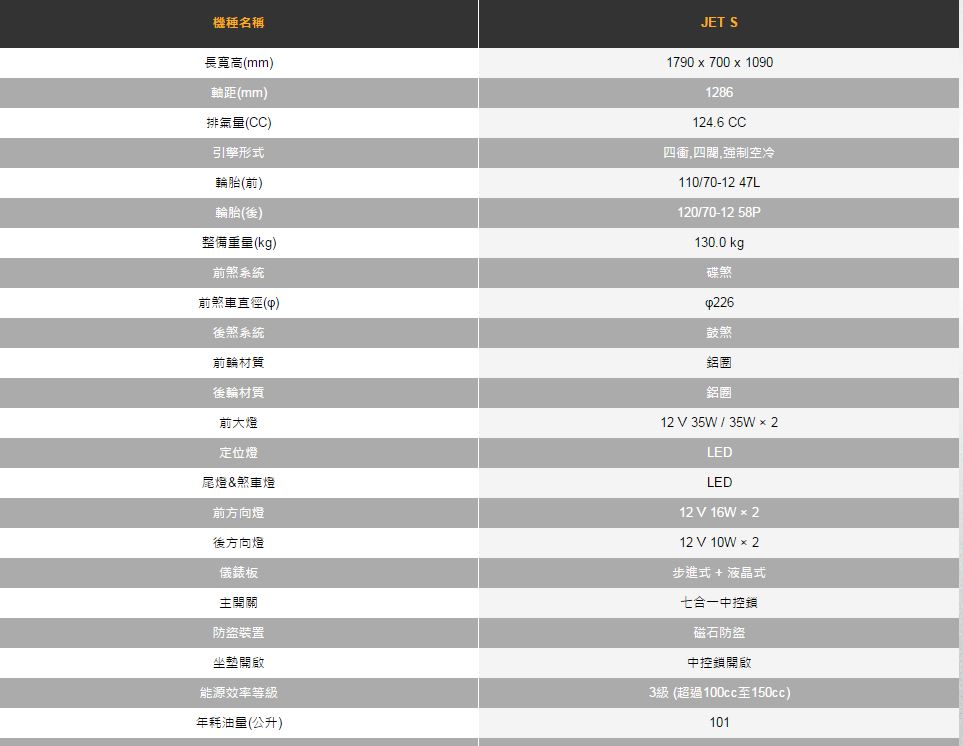 機種名稱 JET S
長寬高(mm) 1790 x 700 x 1090
軸距(mm) 1286
排氣量(CC) 124.6 CC
引擎形式 四衝,四閥,強制空冷
輪胎(前) 110/70-12 47L
輪胎(後) 120/70-12 58P
整備重量(kg) 130.0 kg
前煞系統 碟煞
前煞車直徑(φ) φ226
後煞系統 鼓煞
前輪材質 鋁圈
後輪材質 鋁圈
前大燈 12 V 35W / 35W × 2
定位燈 LED
尾燈&煞車燈 LED
前方向燈 12 V 16W × 2
後方向燈 12 V 10W × 2
儀錶板 步進式 + 液晶式
主開關 七合一中控鎖
防盜裝置 磁石防盜
坐墊開啟 中控鎖開啟
能源效率等級 3級 (超過100cc至150cc)
年耗油量(公升) 101